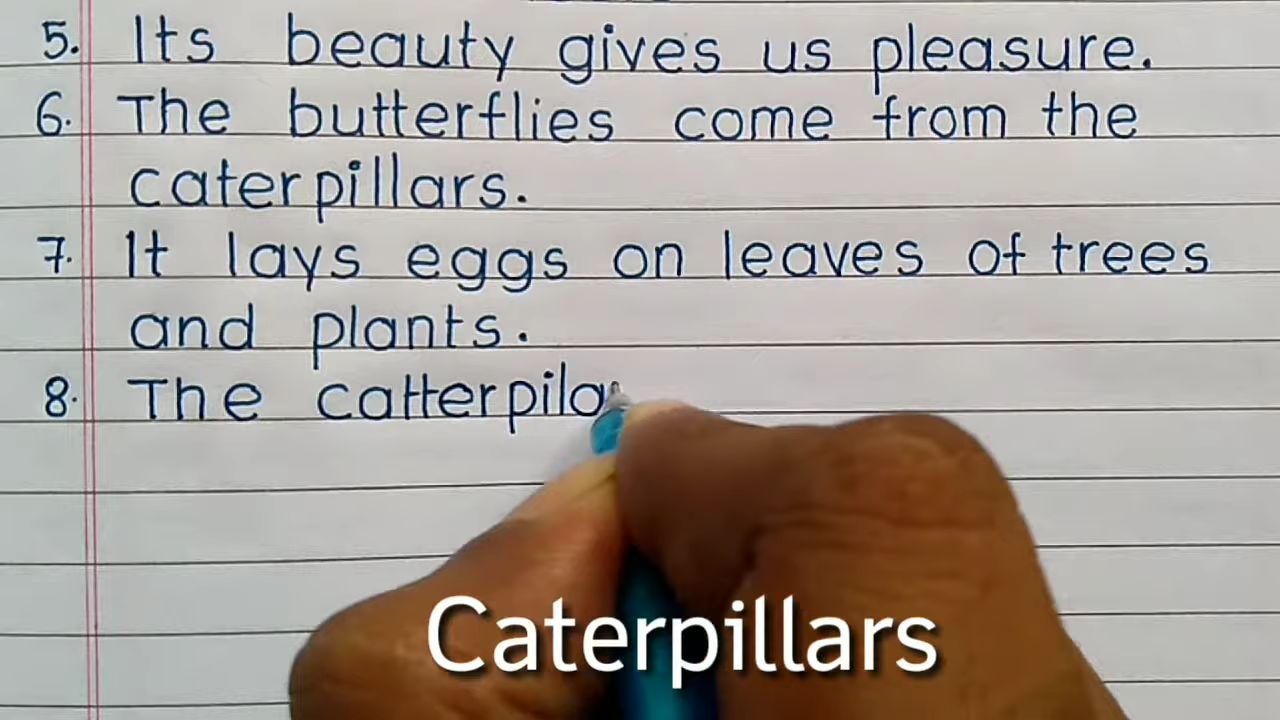 5. Its beauty gives us pleasure.
6. The butterflies come from the
caterpillars.
7. It lays eggs on leaves of trees
and plants.
8. The catterpila
Caterpillars